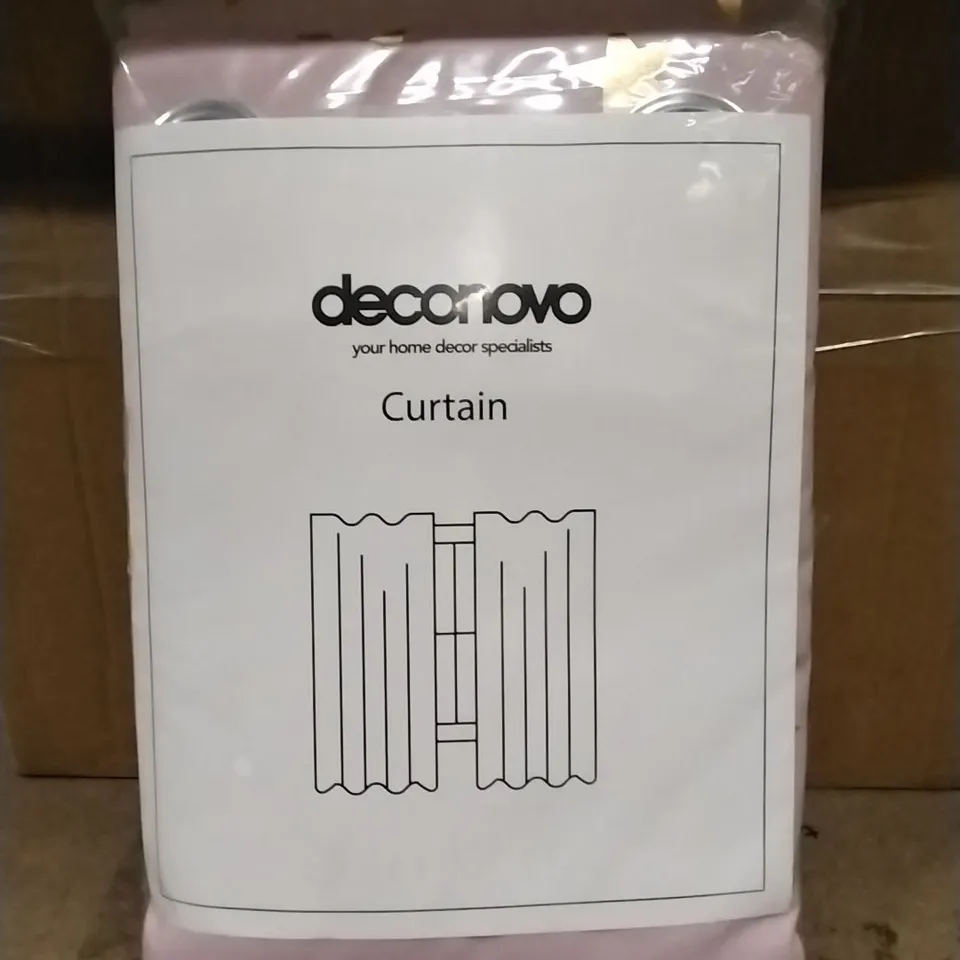 deconovo
your home decor specialists
Curtain